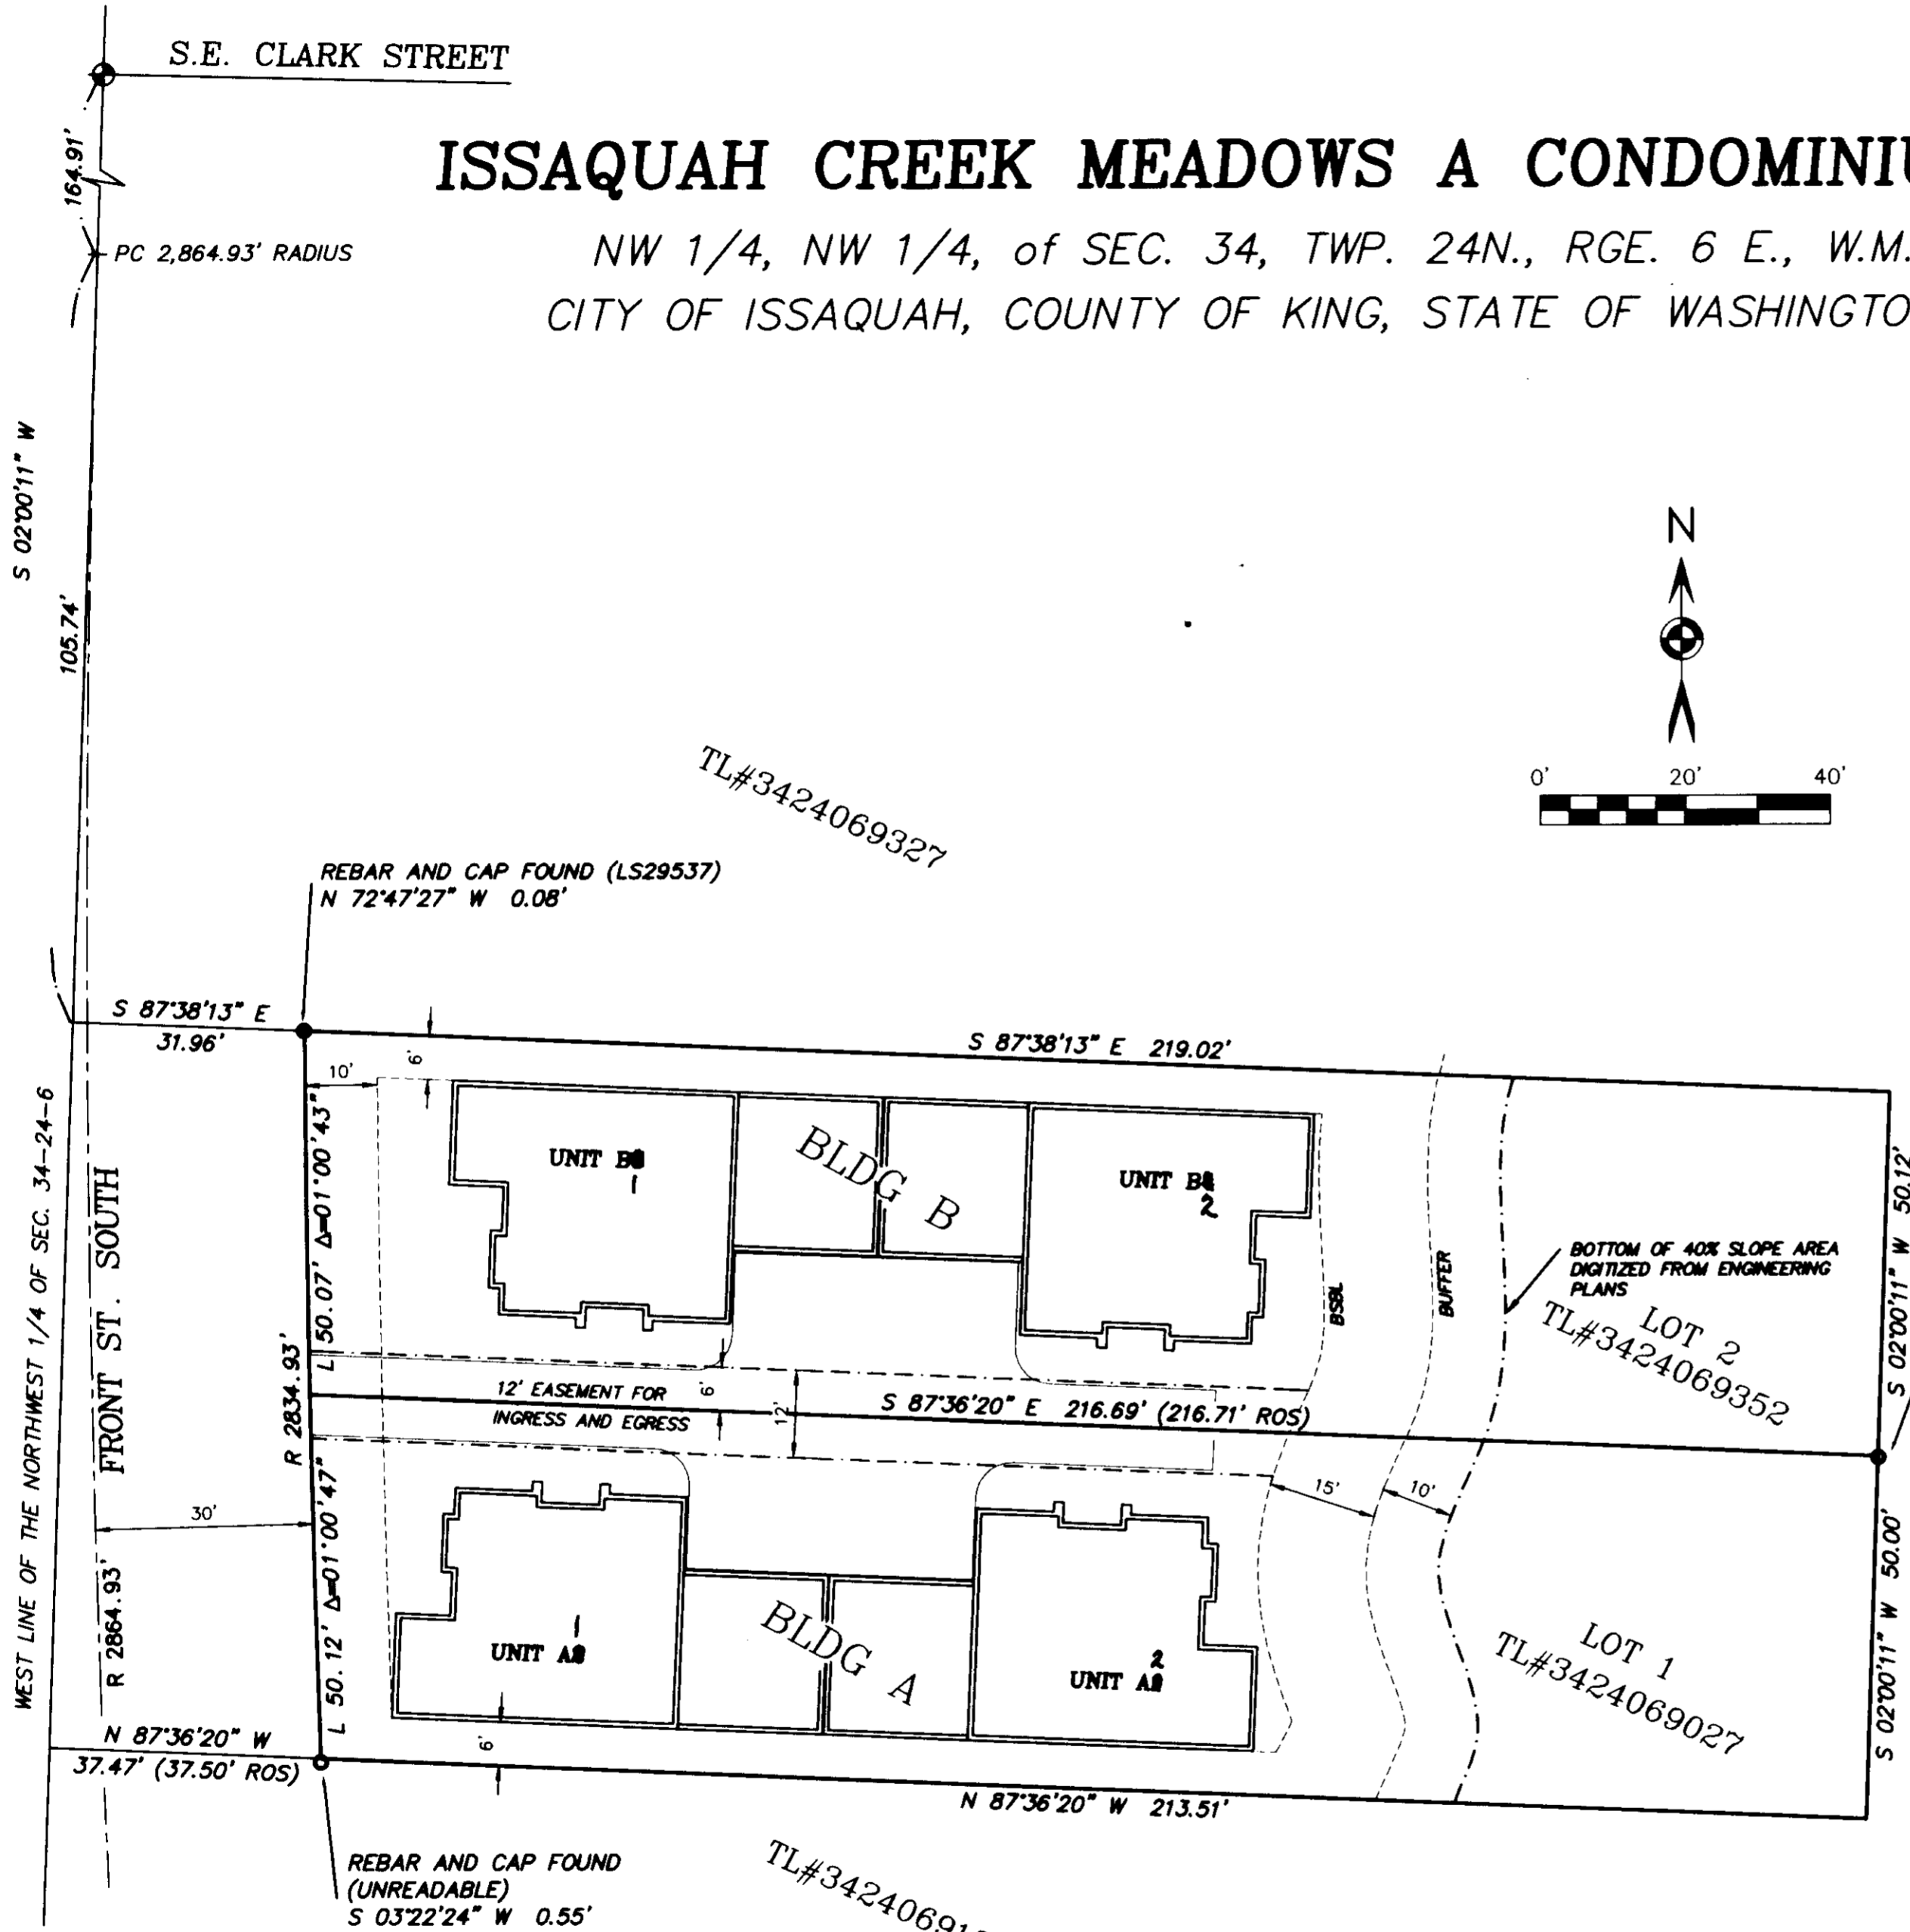 S.E. CLARK STREET
164.91'
PC 2,864.93' RADIUS
ISSAQUAH CREEK MEADOWS A
NW 1/4, NW 1/4, of SEC. 34, TWP. 24N., RGE. 6 E., W.M.
CITY OF ISSAQUAH, COUNTY OF KING, STATE OF
S 02°00'11" W
105.74'
N
0' 20' 40'
TL#3424069327
REBAR AND CAP FOUND (LS29537)
N 72°47'27" W 0.08'
S 87°38'13" E
31.96'
S 87°38'13" E 219.02'
10'
6'
WEST LINE OF THE NORTHWEST 1/4 OF SEC. 34-24-6
FRONT ST. SOUTH
L 50.07' Δ=01°00'43"
UNIT B
1
BLDG B
UNIT B
2
BSBL
BUFFER
BOTTOM OF 40% SLOPE AREA
DIGITIZED FROM ENGINEERING
PLANS
LOT 2
TL#3424069352
S 02°00'11" W 50.12'
R 2834.93'
12' EASEMENT FOR
INGRESS AND EGRESS
6'
12'
S 87°36'20" E 216.69' (216.71' ROS)
30'
R 2864.93'
L 50.12' Δ=01°00'47"
1
UNIT A
BLDG A
2
UNIT A
15'
10'
LOT 1
TL#3424069027
S 02°00'11" W 50.00'
N 87°36'20" W
37.47' (37.50' ROS)
6'
N 87°36'20" W 213.51'
REBAR AND CAP FOUND
(UNREADABLE)
S 03°22'24" W 0.55'